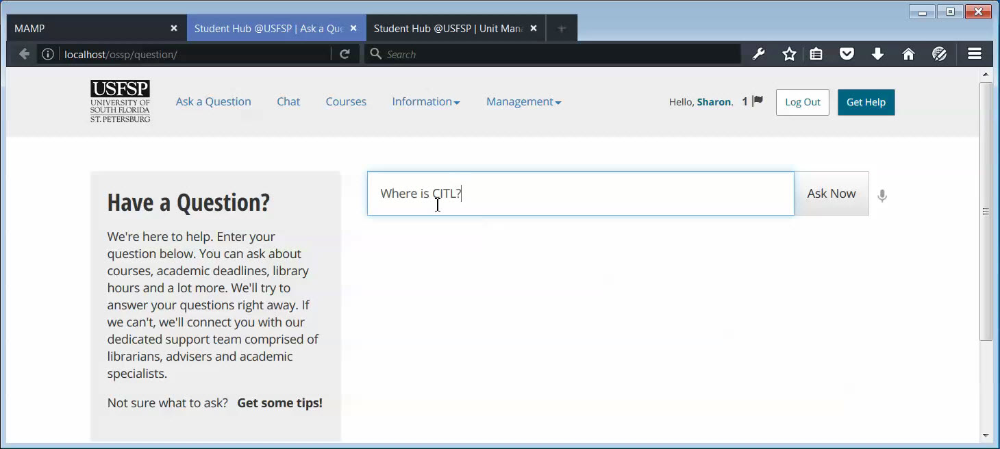 MAMP
Student Hub @USFSP | Ask a Que
Student Hub @USFSP | Unit Mana
localhost/ossp/question/
Search
USFSP
UNIVERSITY OF
SOUTH FLORIDA
ST. PETERSBURG
Ask a Question
Chat
Courses
Information
Management
Hello, Sharon.
1
Log Out
Get Help
Have a Question?
We're here to help. Enter your
question below. You can ask about
courses, academic deadlines, library
hours and a lot more. We'll try to
answer your questions right away. If
we can't, we'll connect you with our
dedicated support team comprised of
librarians, advisers and academic
specialists.
Not sure what to ask? Get some tips!
Where is CITL?
Ask Now